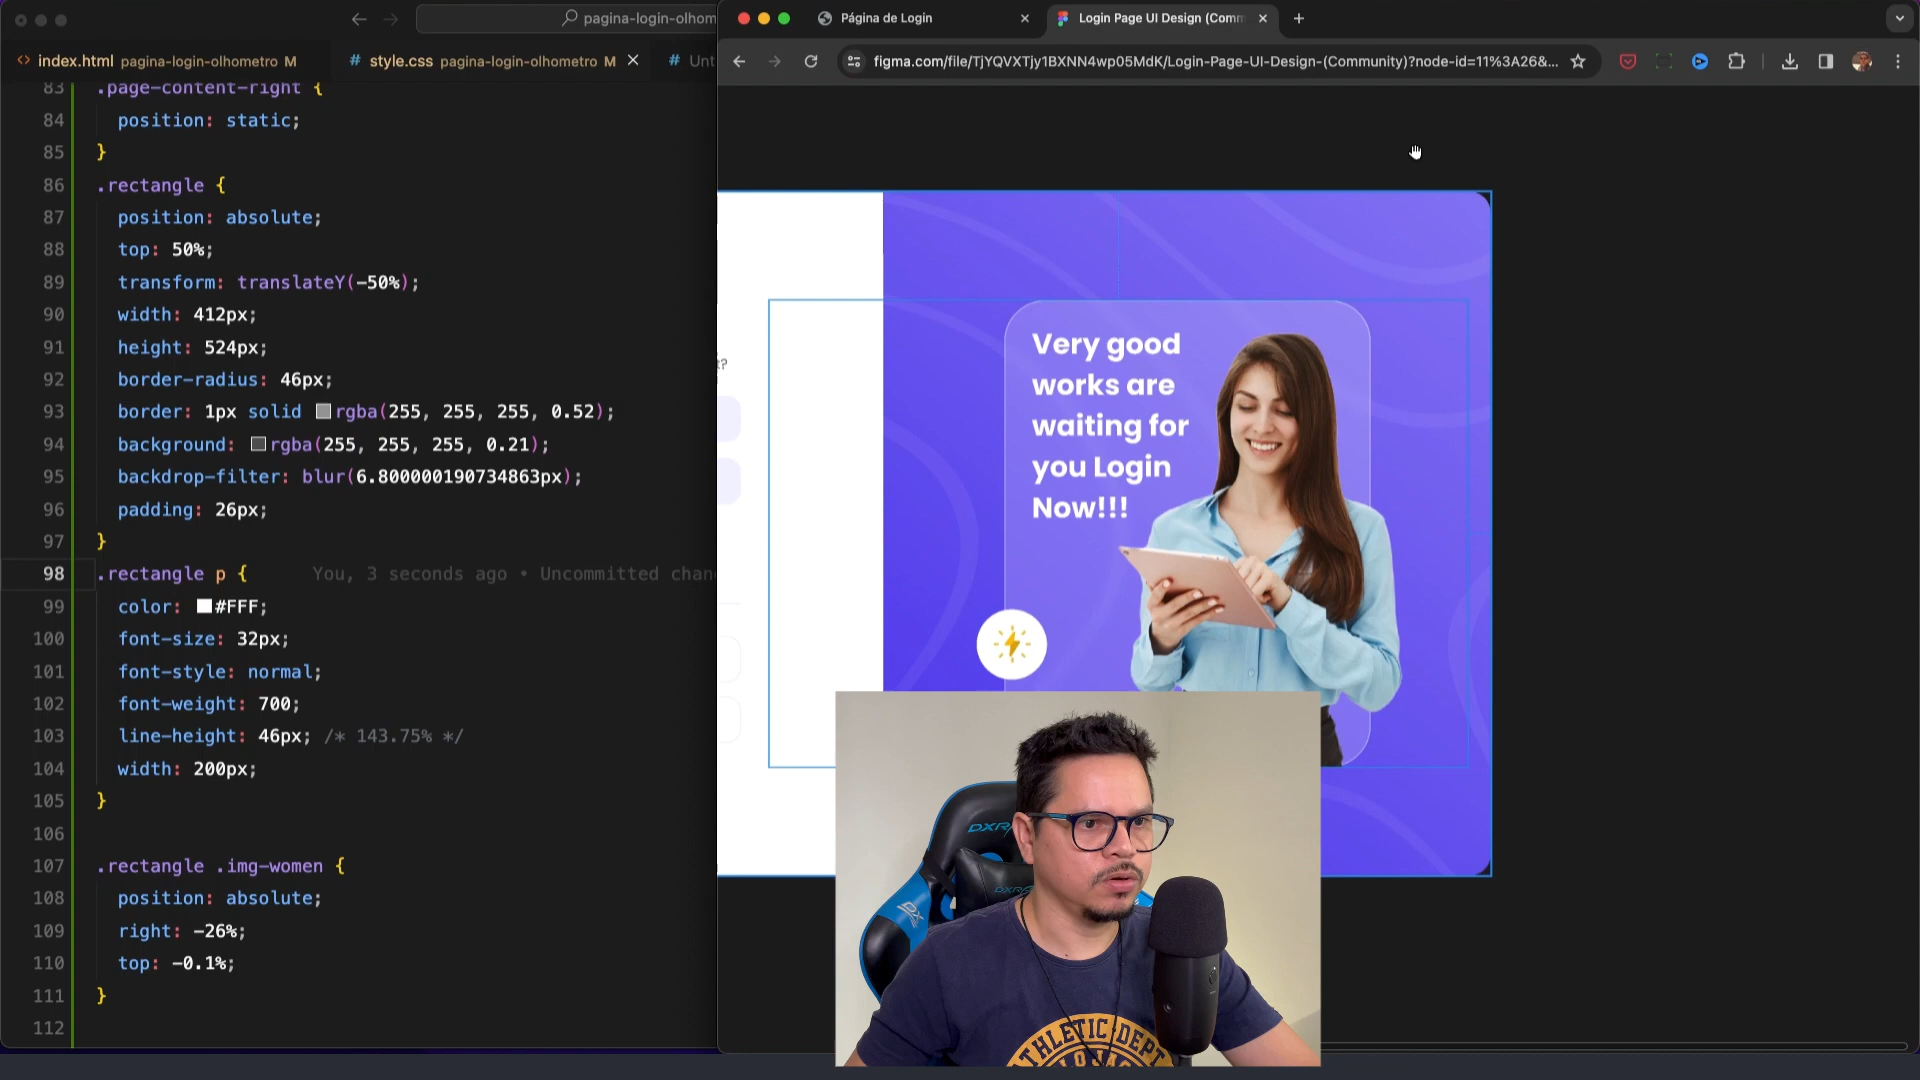 pagina-login-olhom
Página de Login
Login Page UI Design (Comm
index.html pagina-login-olhometro M
# style.css pagina-login-olhometro M
# Unt
figma.com/file/TjYQVXTjy1BXNN4wp05MdK/Login-Page-UI-Design-(Community)?node-id=11%3A26&...
83 .page-content-right {
84 position: static;
85 }
86 .rectangle {
87 position: absolute;
88 top: 50%;
89 transform: translateY(-50%);
90 width: 412px;
91 height: 524px;
92 border-radius: 46px;
93 border: 1px solid rgba(255, 255, 255, 0.52);
94 background: rgba(255, 255, 255, 0.21);
95 backdrop-filter: blur(6.800000190734863px);
96 padding: 26px;
97 }
98 .rectangle p { You, 3 seconds ago • Uncommitted chan
99 color: #FFF;
100 font-size: 32px;
101 font-style: normal;
102 font-weight: 700;
103 line-height: 46px; /* 143.75% */
104 width: 200px;
105 }
106
107 .rectangle .img-women {
108 position: absolute;
109 right: -26%;
110 top: -0.1%;
111 }
112
t?
Very good
works are
waiting for
you Login
Now!!!
DXR
DX
ATHLETIC·DEPT